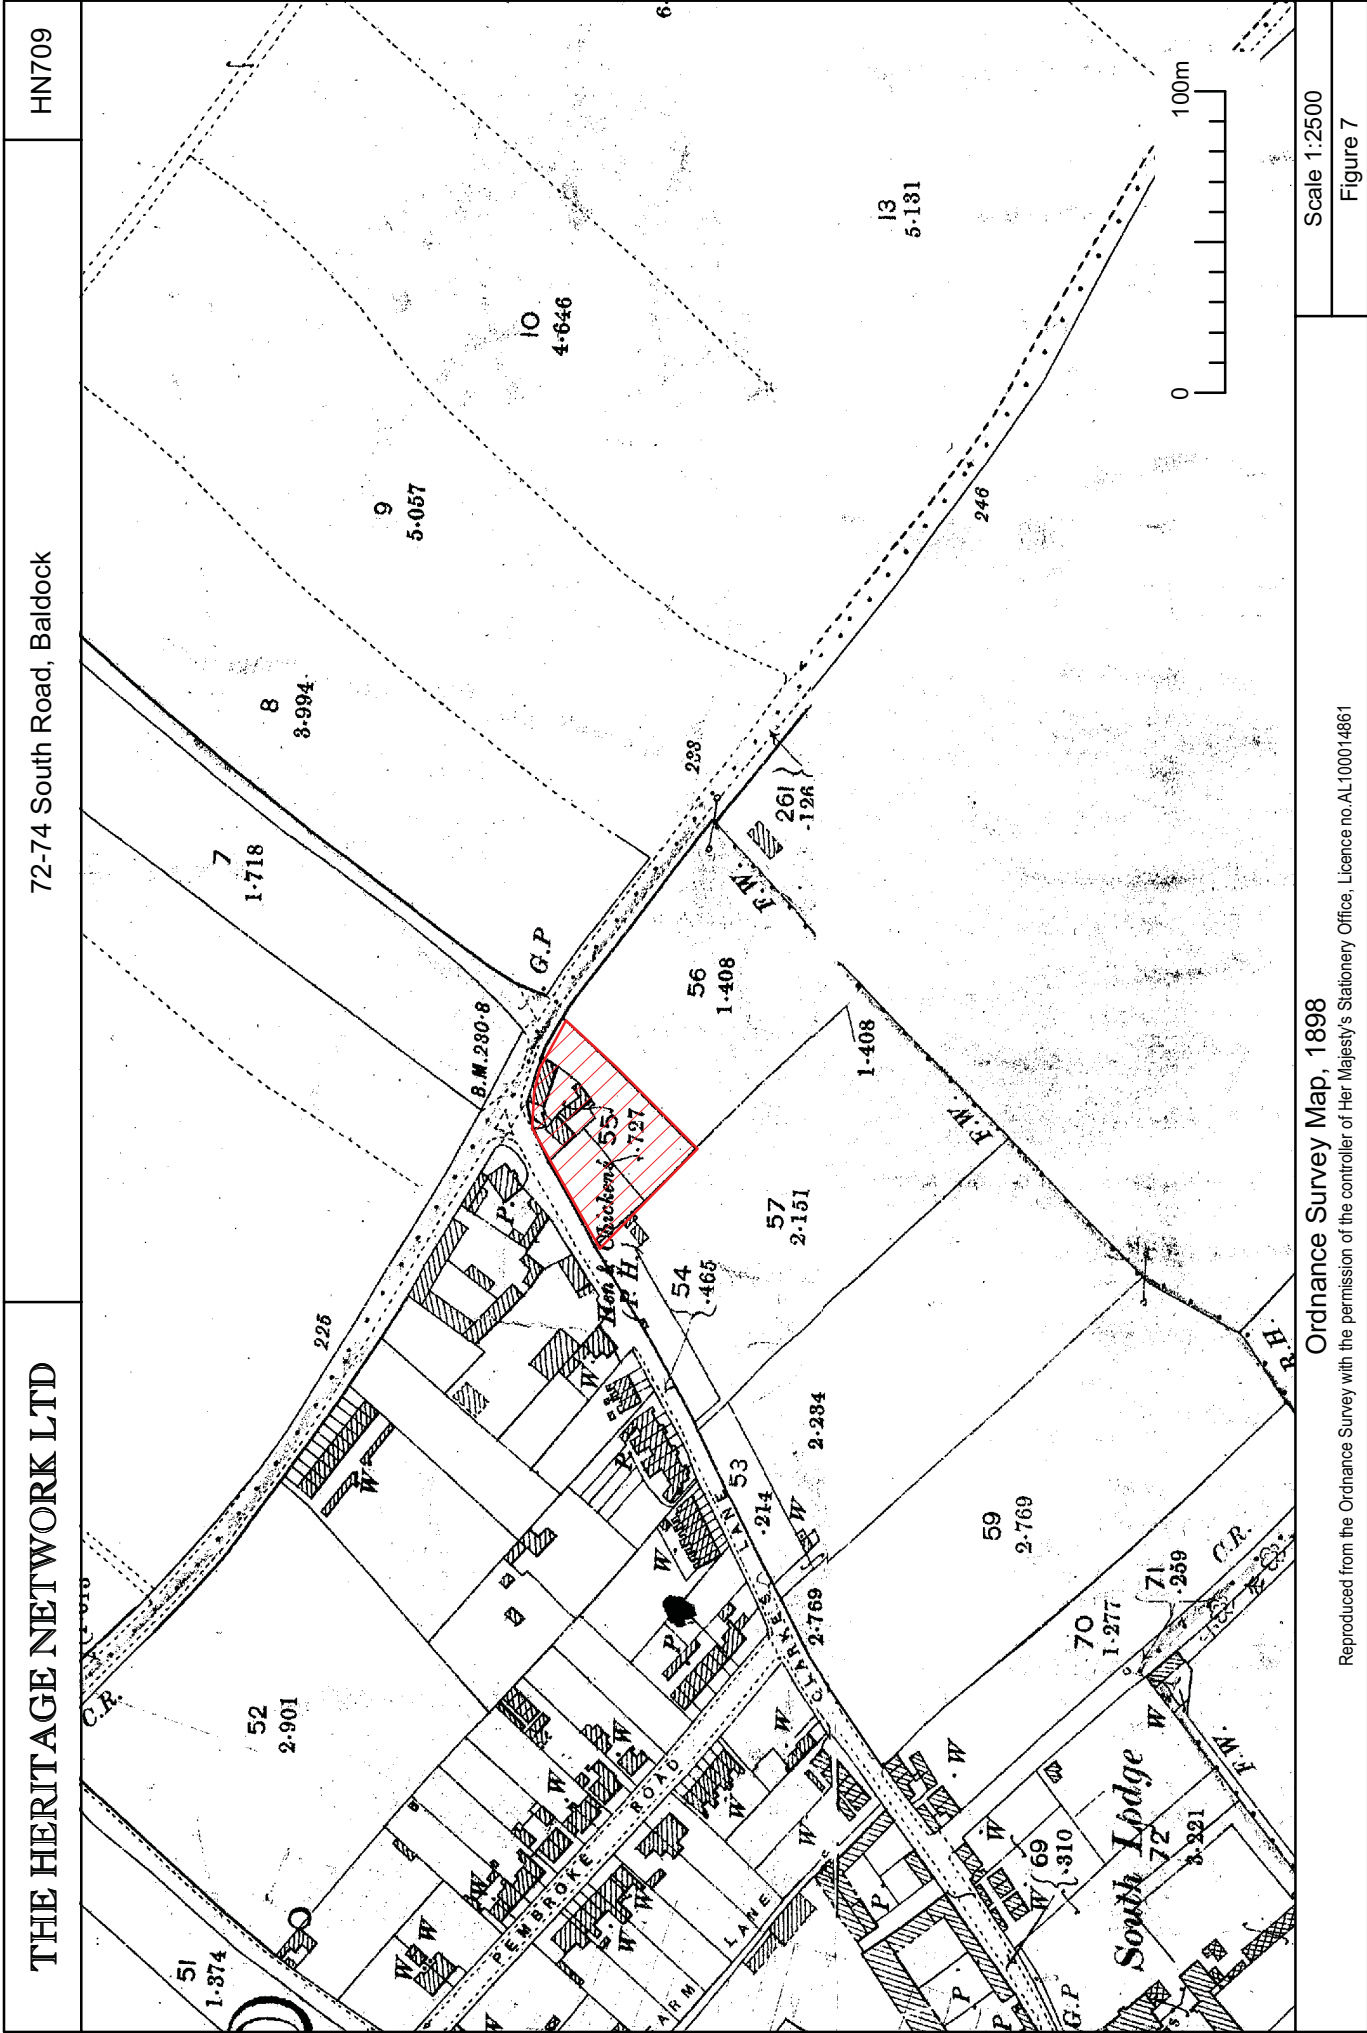 THE HERITAGE NETWORK LTD
72-74 South Road, Baldock
HN709
51
1·374
C.R.
225
7
1·718
8
3·994
9
5·057
10
4·646
13
5·131
52
2·901
W
B.M.230·8
G.P
P.
Hen & Chickens
(P. H.)
55
·727
56
1·408
233
261
·126
F.W.
246
54
·465
57
2·151
1·408
F.W.
PEMBROKE ROAD
W
W
W
P
W
P.
W.
CLARKES LANE
53
·214
W
2·234
2·769
59
2·769
70
1·277
71
·259
C.R.
R.H.
LANE
W
W
W
P
P
P
G.P
69
·310
W
South Lodge
72
3·221
F.W.
0
100m
Ordnance Survey Map, 1898
Scale 1:2500
Figure 7
Reproduced from the Ordnance Survey with the permission of the controller of Her Majesty's Stationery Office, Licence no.AL100014861